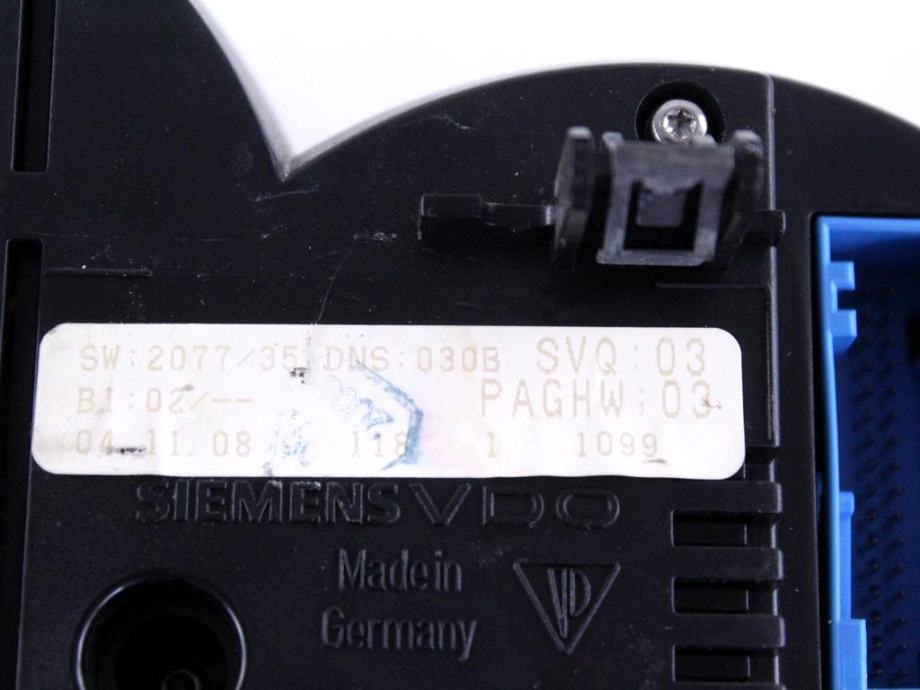 SW:2077/35 DNS:030B SVQ:03
B1:02/-- PAGHW:03
04.11.08 118 1 1099
SIEMENS VDO
Made in
Germany
VD